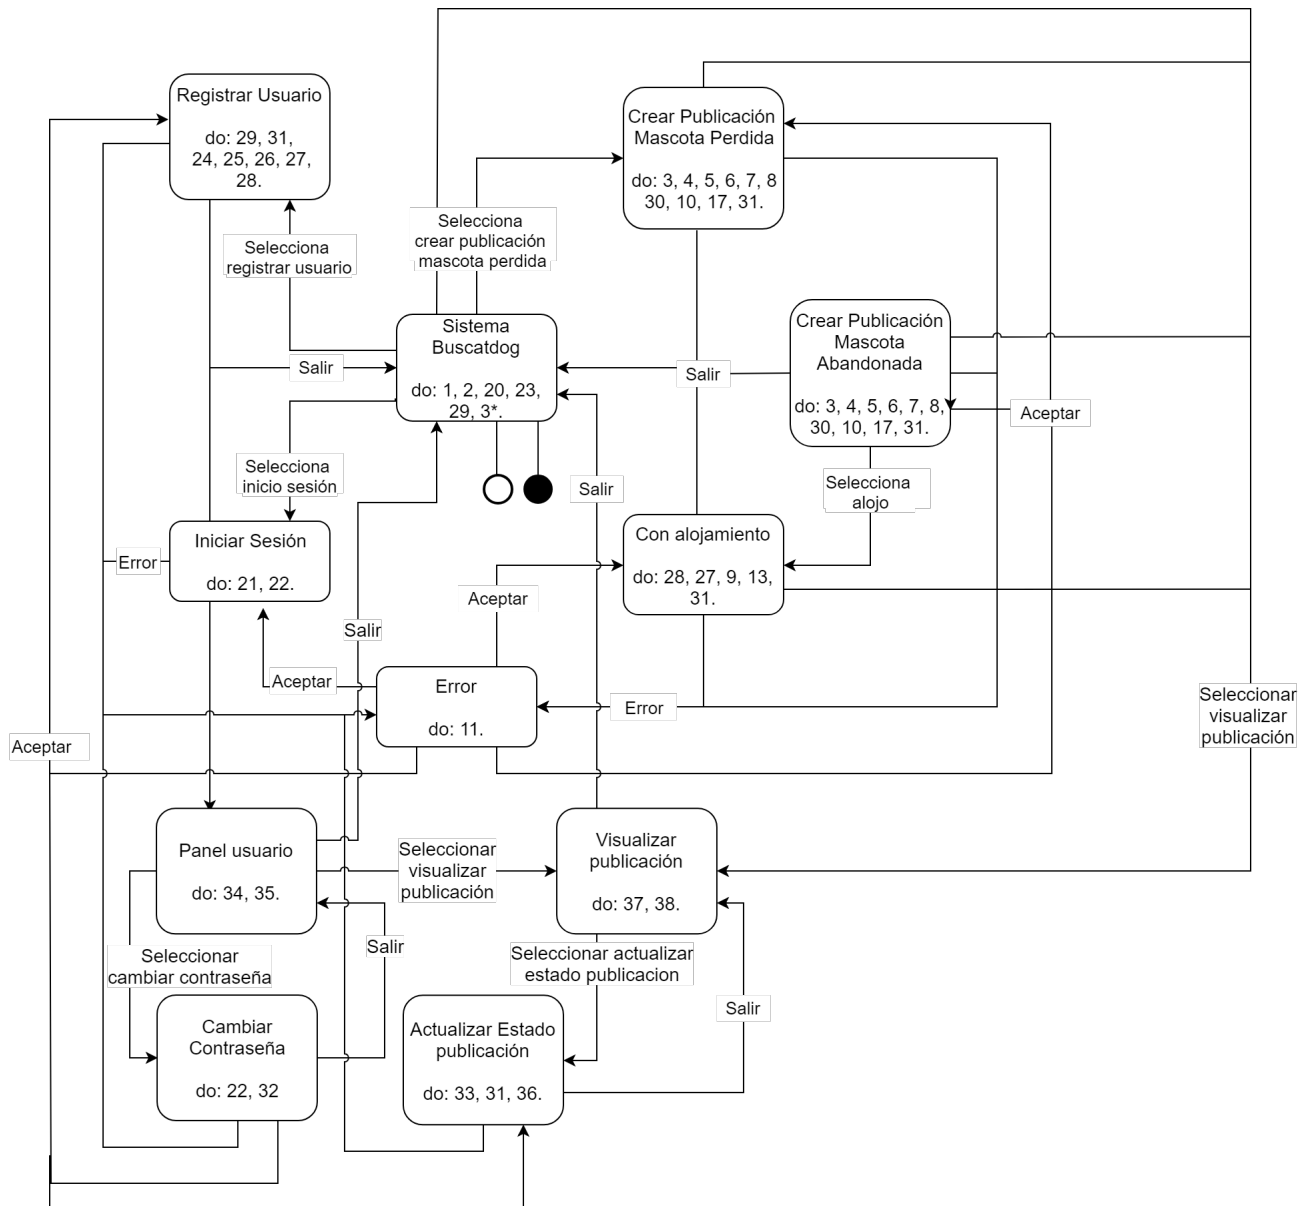 Registrar Usuario
do: 29, 31,
24, 25, 26, 27,
28.
Crear Publicación
Mascota Perdida
do: 3, 4, 5, 6, 7, 8
30, 10, 17, 31.
Selecciona
crear publicación
mascota perdida
Selecciona
registrar usuario
Sistema
Buscatdog
do: 1, 2, 20, 23,
29, 3*.
Crear Publicación
Mascota
Abandonada
do: 3, 4, 5, 6, 7, 8,
30, 10, 17, 31.
Salir
Salir
Aceptar
Selecciona
inicio sesión
Salir
Selecciona
alojo
Iniciar Sesión
do: 21, 22.
Error
Con alojamiento
do: 28, 27, 9, 13,
31.
Aceptar
Salir
Aceptar
Error
do: 11.
Error
Seleccionar
visualizar
publicación
Aceptar
Panel usuario
do: 34, 35.
Seleccionar
visualizar
publicación
Visualizar
publicación
do: 37, 38.
Salir
Seleccionar
cambiar contraseña
Seleccionar actualizar
estado publicacion
Salir
Cambiar
Contraseña
do: 22, 32
Actualizar Estado
publicación
do: 33, 31, 36.